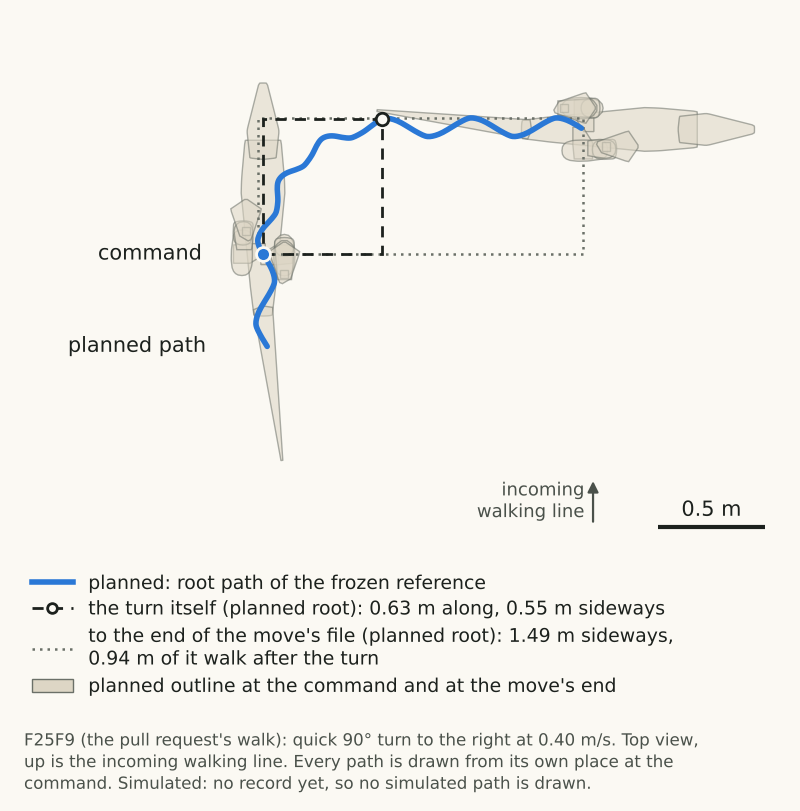 command
planned path
incoming
walking line
0.5 m
planned: root path of the frozen reference
the turn itself (planned root): 0.63 m along, 0.55 m sideways
to the end of the move's file (planned root): 1.49 m sideways,
0.94 m of it walk after the turn
planned outline at the command and at the move's end
F25F9 (the pull request's walk): quick 90° turn to the right at 0.40 m/s. Top view,
up is the incoming walking line. Every path is drawn from its own place at the
command. Simulated: no record yet, so no simulated path is drawn.